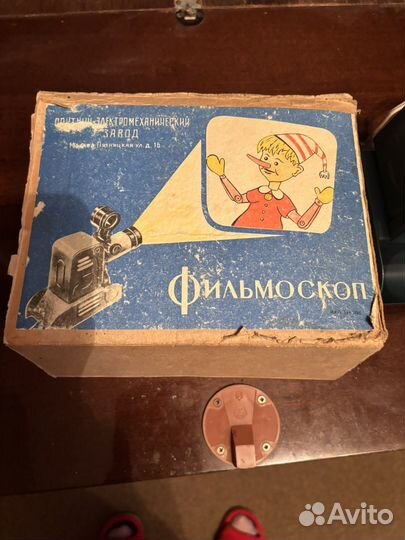 ОПЫТНЫЙ ЭЛЕКТРОМЕХАНИЧЕСКИЙ
ЗАВОД
Москва Пятницкая ул. д. 16
ФИЛЬМОСКОП
Avito